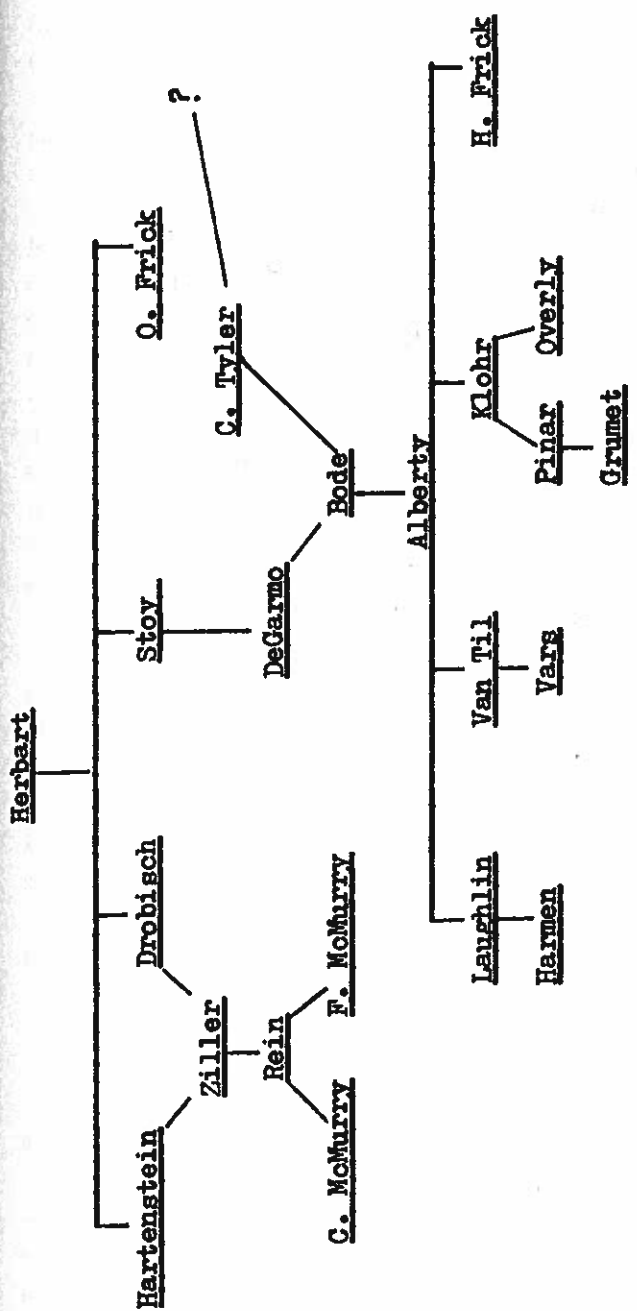 Herbart
Hartenstein
Drobisch
Stoy
O. Frick
?
Ziller
C. Tyler
Rein
DeGarmo
C. McMurry
F. McMurry
Bode
Alberty
Laughlin
Van Til
Klohr
H. Frick
Harmen
Vars
Pinar
Overly
Grumet